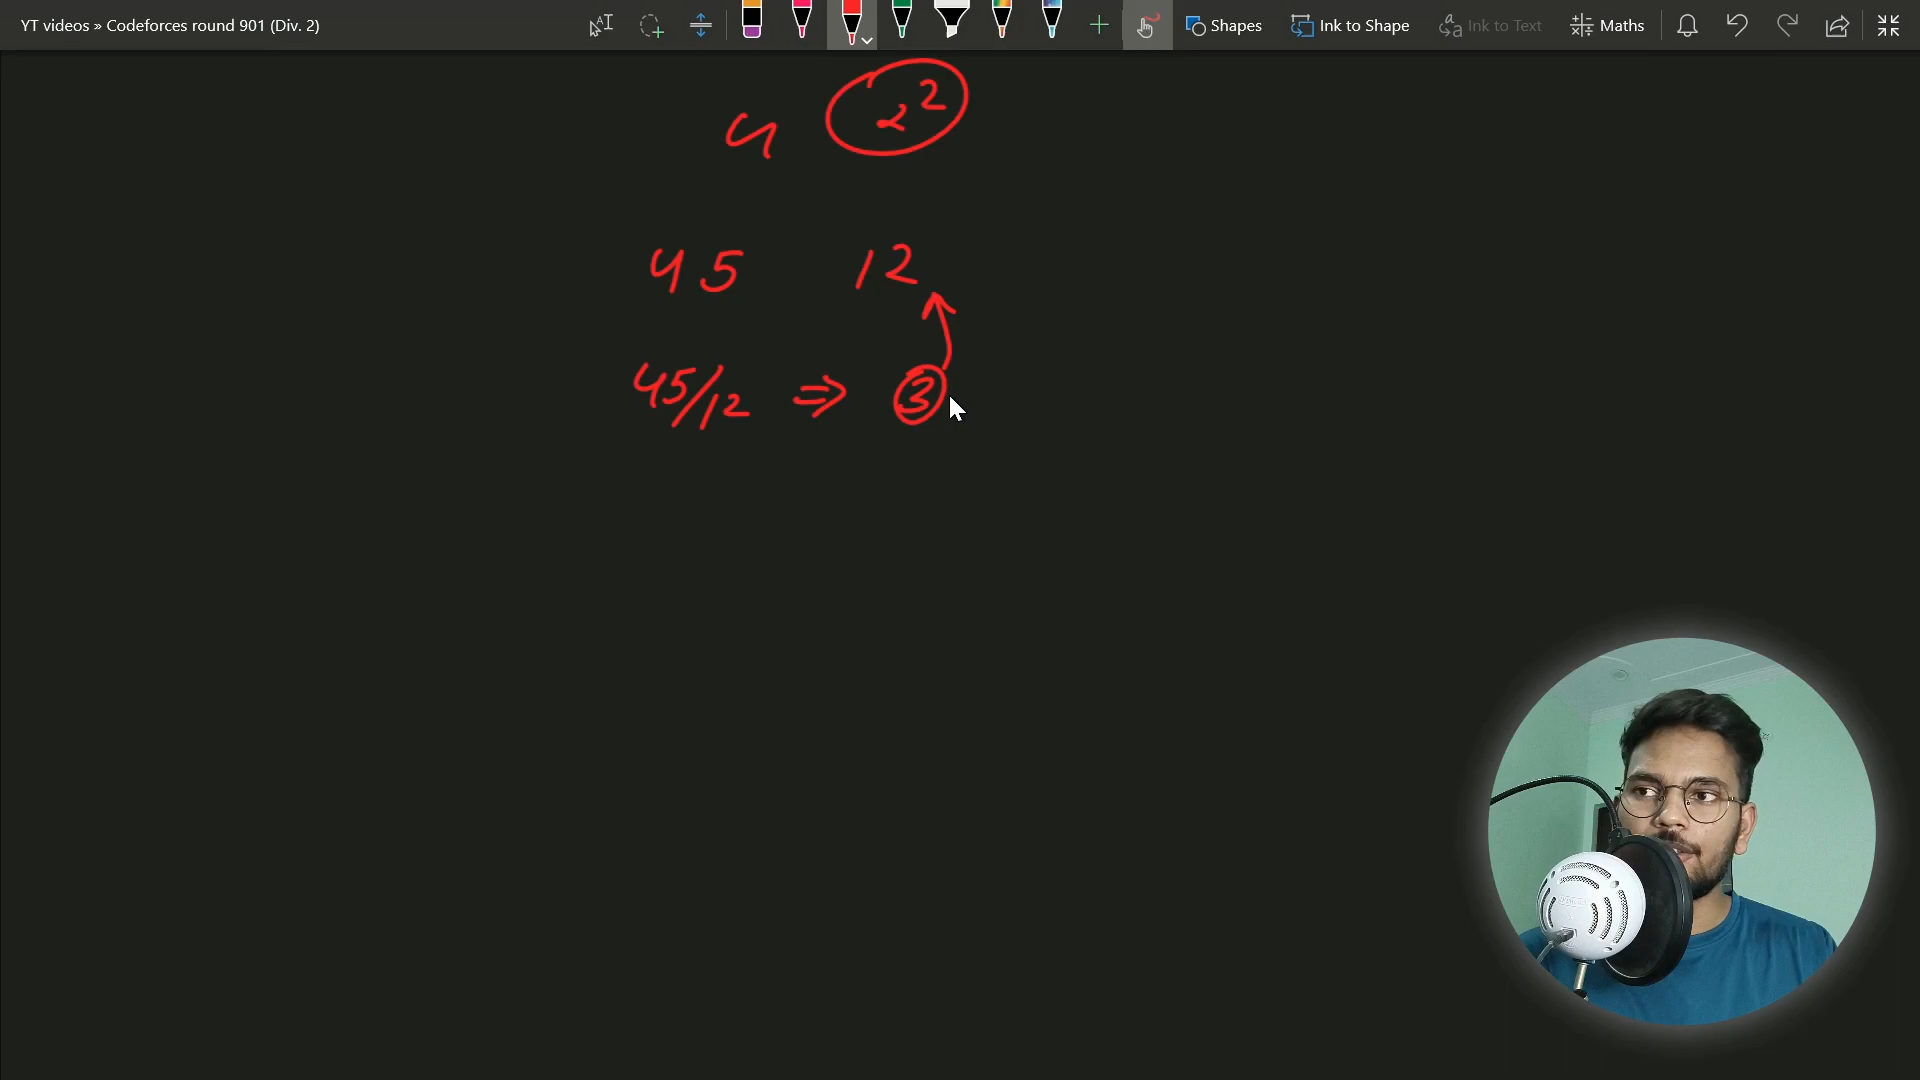 YT videos » Codeforces round 901 (Div. 2)
Shapes Ink to Shape Ink to Text Maths
4 2²
45 12
45/12 ⇒ 3